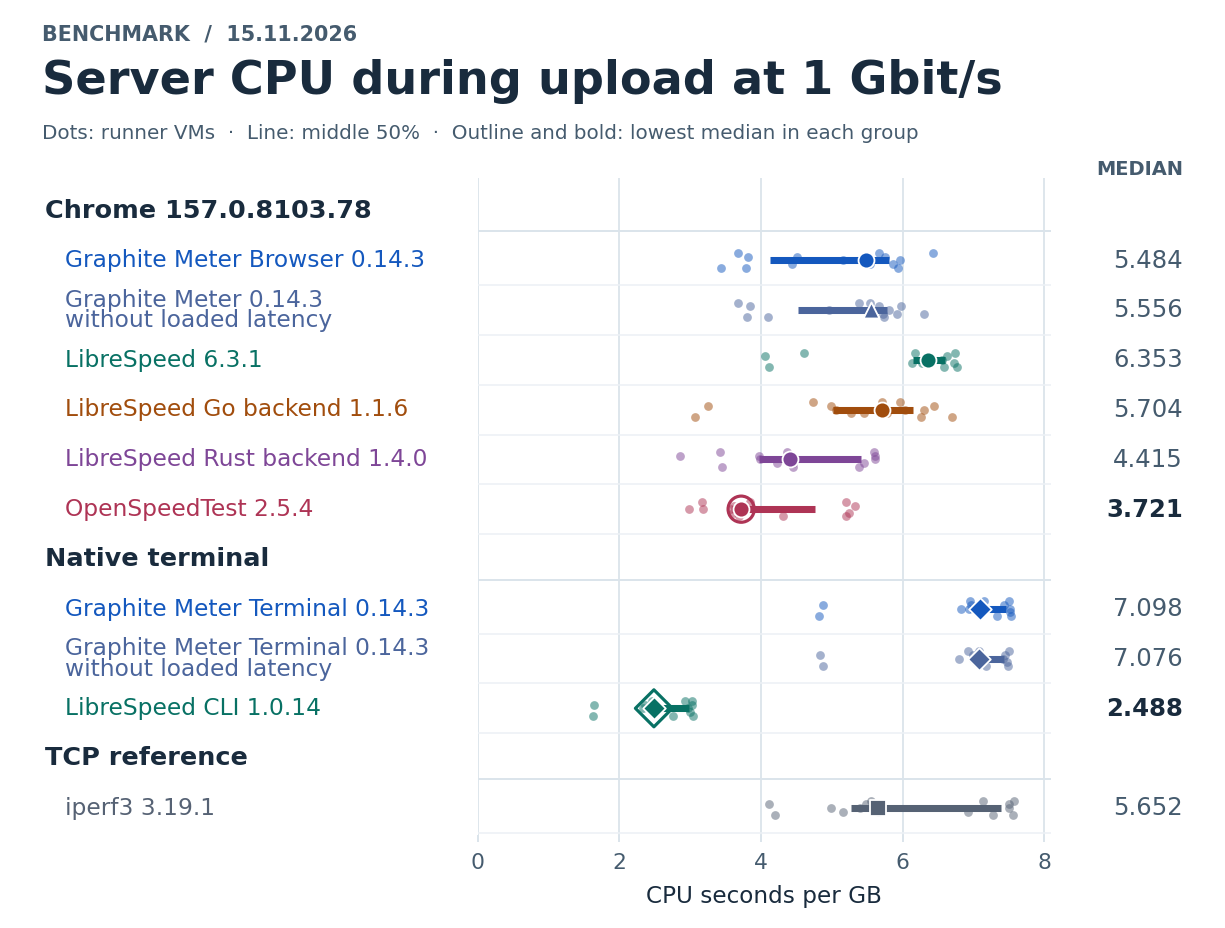 BENCHMARK / 15.11.2026
Server CPU during upload at 1 Gbit/s
Dots: runner VMs · Line: middle 50% · Outline and bold: lowest median in each group
MEDIAN
Chrome 157.0.8103.78
Graphite Meter Browser 0.14.3 5.484
Graphite Meter 0.14.3
without loaded latency 5.556
LibreSpeed 6.3.1 6.353
LibreSpeed Go backend 1.1.6 5.704
LibreSpeed Rust backend 1.4.0 4.415
OpenSpeedTest 2.5.4 3.721
Native terminal
Graphite Meter Terminal 0.14.3 7.098
Graphite Meter Terminal 0.14.3
without loaded latency 7.076
LibreSpeed CLI 1.0.14 2.488
TCP reference
iperf3 3.19.1 5.652
0 2 4 6 8
CPU seconds per GB